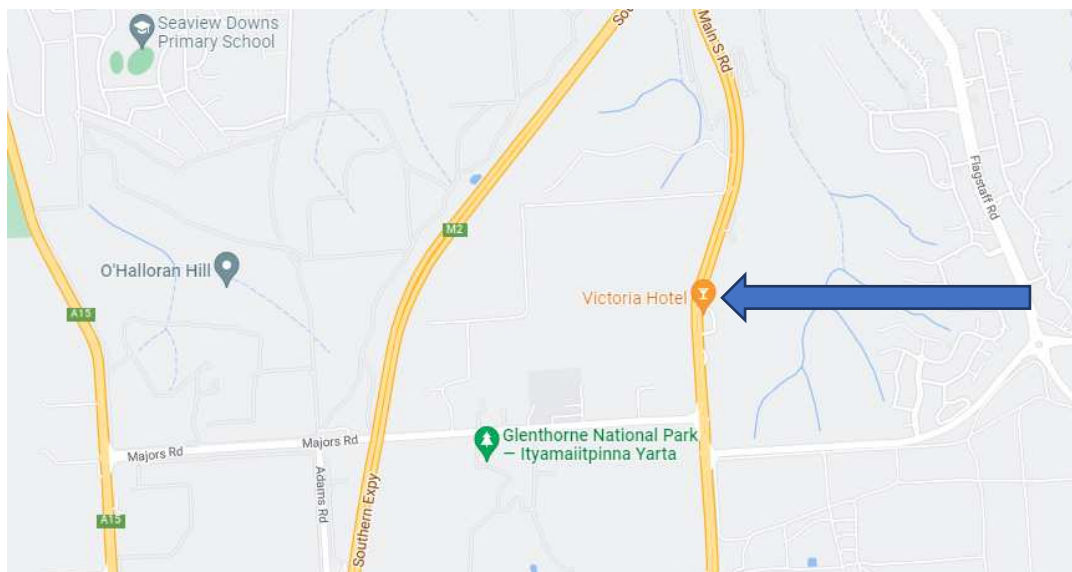 Seaview Downs
Primary School
Sou
Main S Rd
Flagstaff Rd
M2
O'Halloran Hill
Victoria Hotel
A15
Majors Rd
Majors Rd
Glenthorne National Park
– Ityamaiitpinna Yarta
Adams Rd
Southern Expy
A15